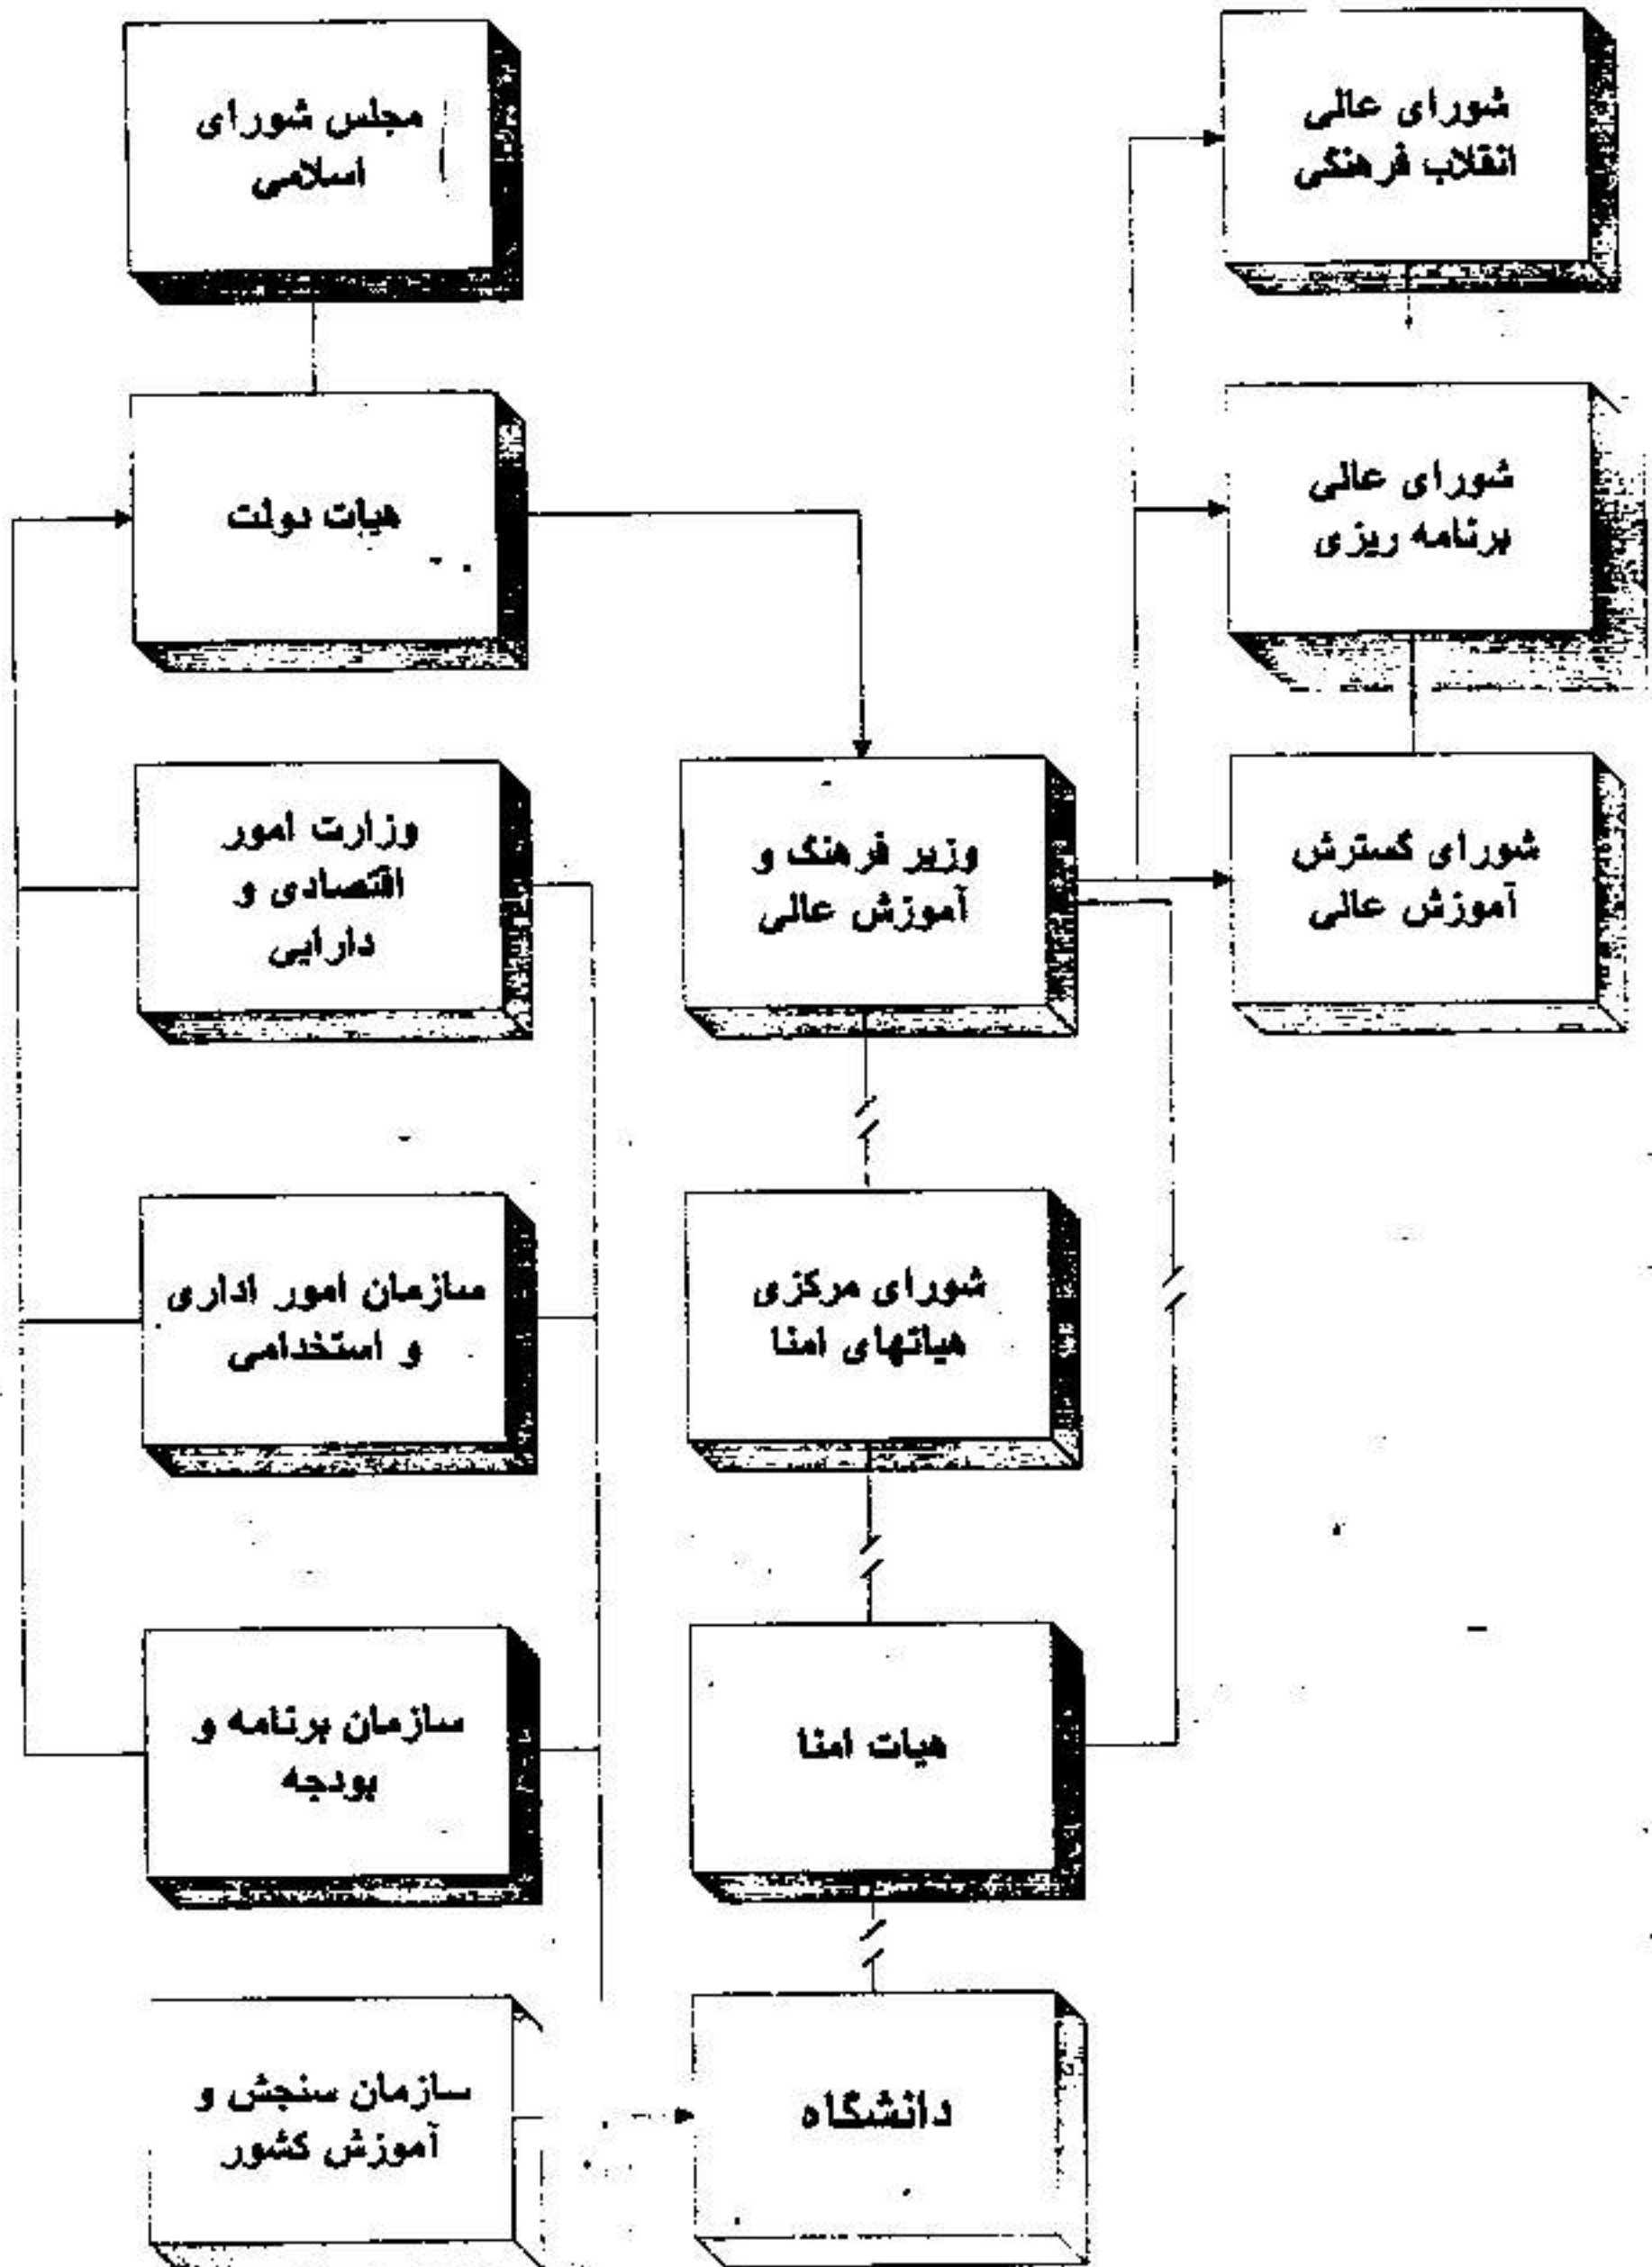 شورای عالی
انقلاب فرهنگی
مجلس شورای
اسلامی
شورای عالی
برنامه ریزی
هیات دولت
شورای گسترش
آموزش عالی
وزیر فرهنگ و
آموزش عالی
وزارت امور
اقتصادی و
دارایی
شورای مرکزی
هیاتهای امنا
سازمان امور اداری
و استخدامی
هیات امنا
سازمان برنامه و
بودجه
دانشگاه
سازمان سنجش و
آموزش کشور